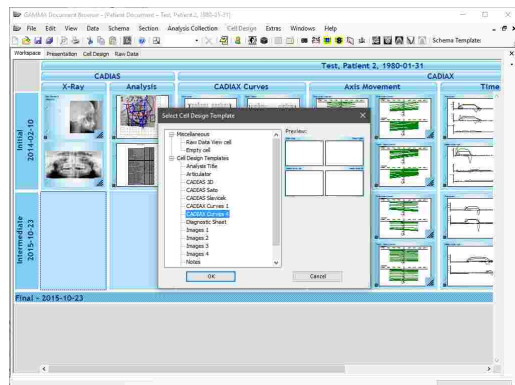 GAMMA Document Browser - [Patient Document - Test, Patient 2, 1980-01-31]
File Edit View Data Schema Section Analysis Collection Cell Design Extras Windows Help
Schema Template:
Workspace Presentation Cell Design Raw Data
Test, Patient 2, 1980-01-31
CADIAS CADIAX
X-Ray Analysis CADIAX Curves Axis Movement Time
Initial
2014-02-10
Select Cell Design Template
Miscellaneous
Raw Data View cell
Empty cell
Cell Design Templates
Analysis Title
Articulator
CADIAS 3D
CADIAS Sato
CADIAS Slavicek
CADIAX Curves 1
CADIAX Curves 4
Diagnostic Sheet
Images 1
Images 2
Images 3
Images 4
Notes
Preview:
OK Cancel
Intermediate
2015-10-23
Final - 2015-10-23